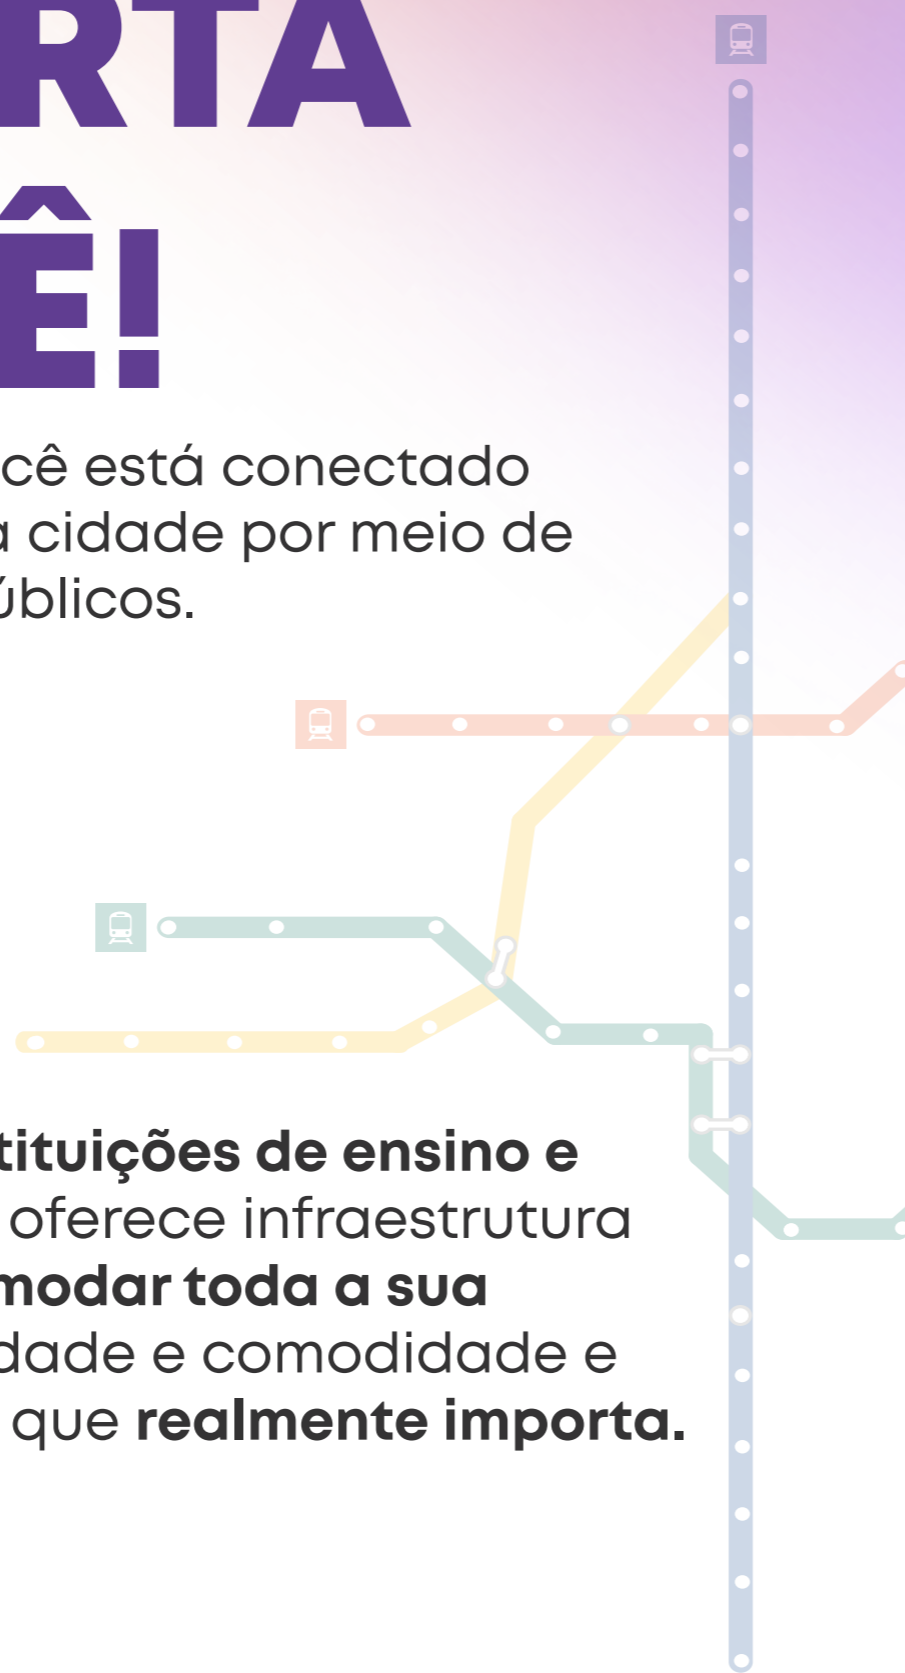 RTA
Ê!
cê está conectado
a cidade por meio de
úblicos.
tituições de ensino e
oferece infraestrutura
modar toda a sua
dade e comodidade e
que realmente importa.